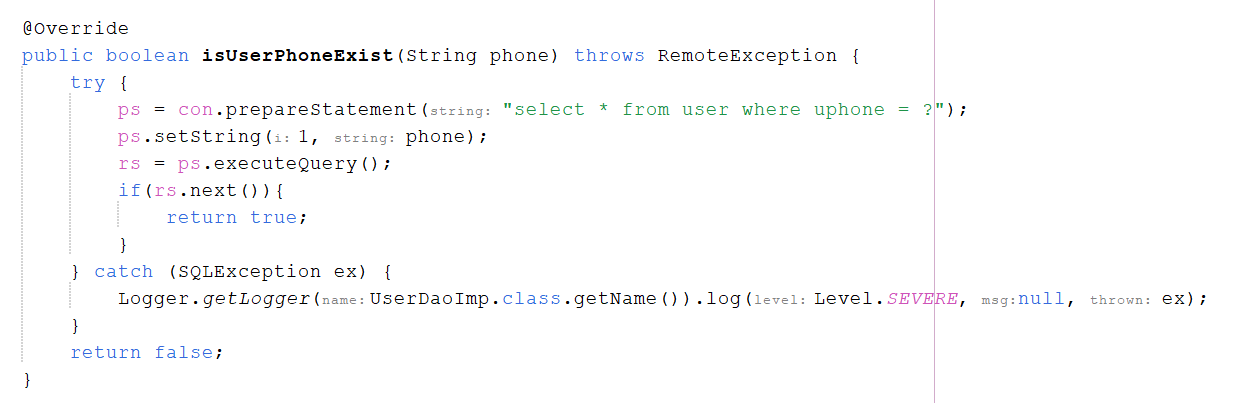 @Override
public boolean isUserPhoneExist(String phone) throws RemoteException {
try {
ps = con.prepareStatement(string: "select * from user where uphone = ?");
ps.setString(i: 1, string: phone);
rs = ps.executeQuery();
if(rs.next()){
return true;
}
} catch (SQLException ex) {
Logger.getLogger(name: UserDaoImp.class.getName()).log(level: Level.SEVERE, msg: null, thrown: ex);
}
return false;
}